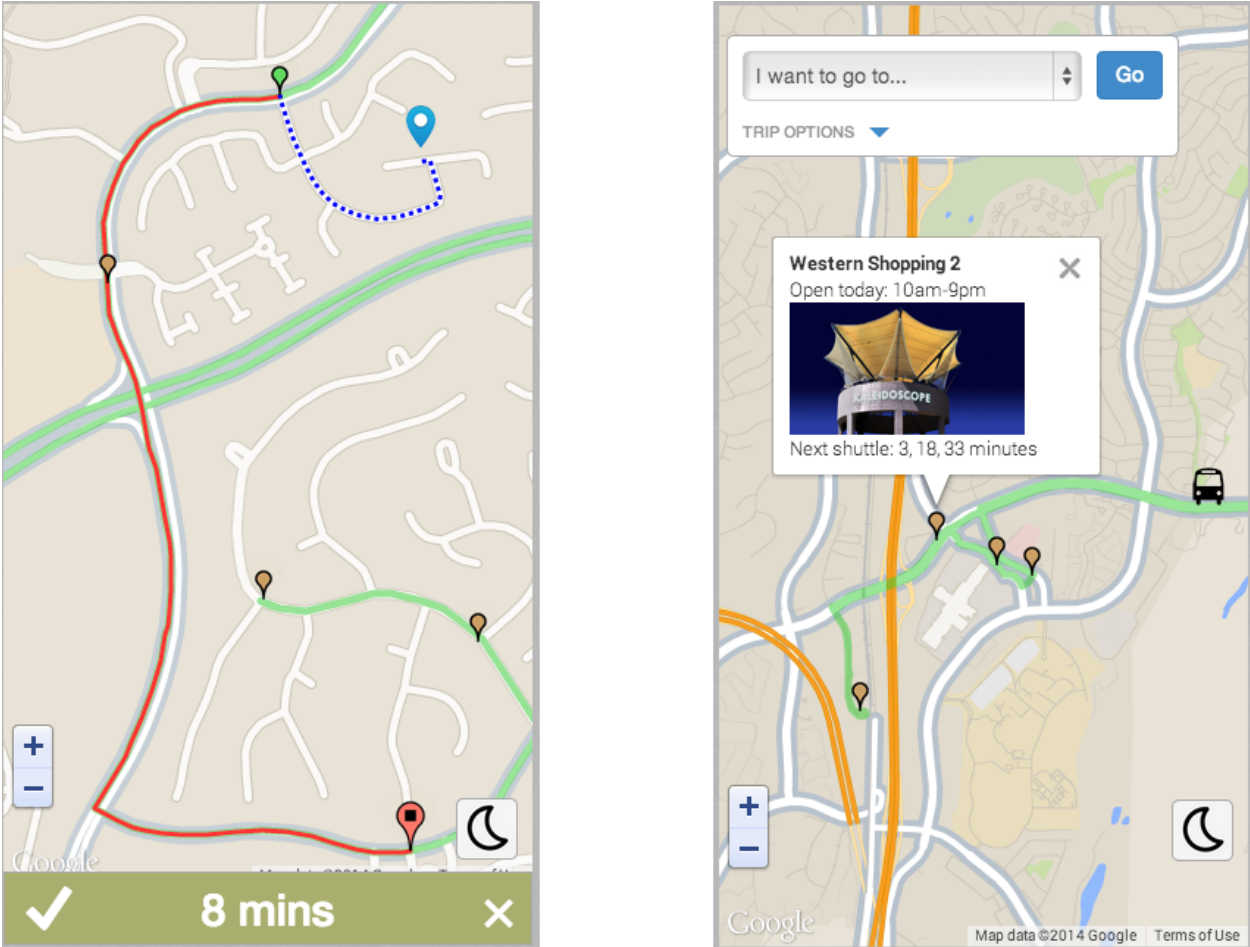 +
−
Google
8 mins
I want to go to...
Go
TRIP OPTIONS
Western Shopping 2
Open today: 10am-9pm
KALEIDOSCOPE
Next shuttle: 3, 18, 33 minutes
+
−
Google
Map data ©2014 Google
Terms of Use